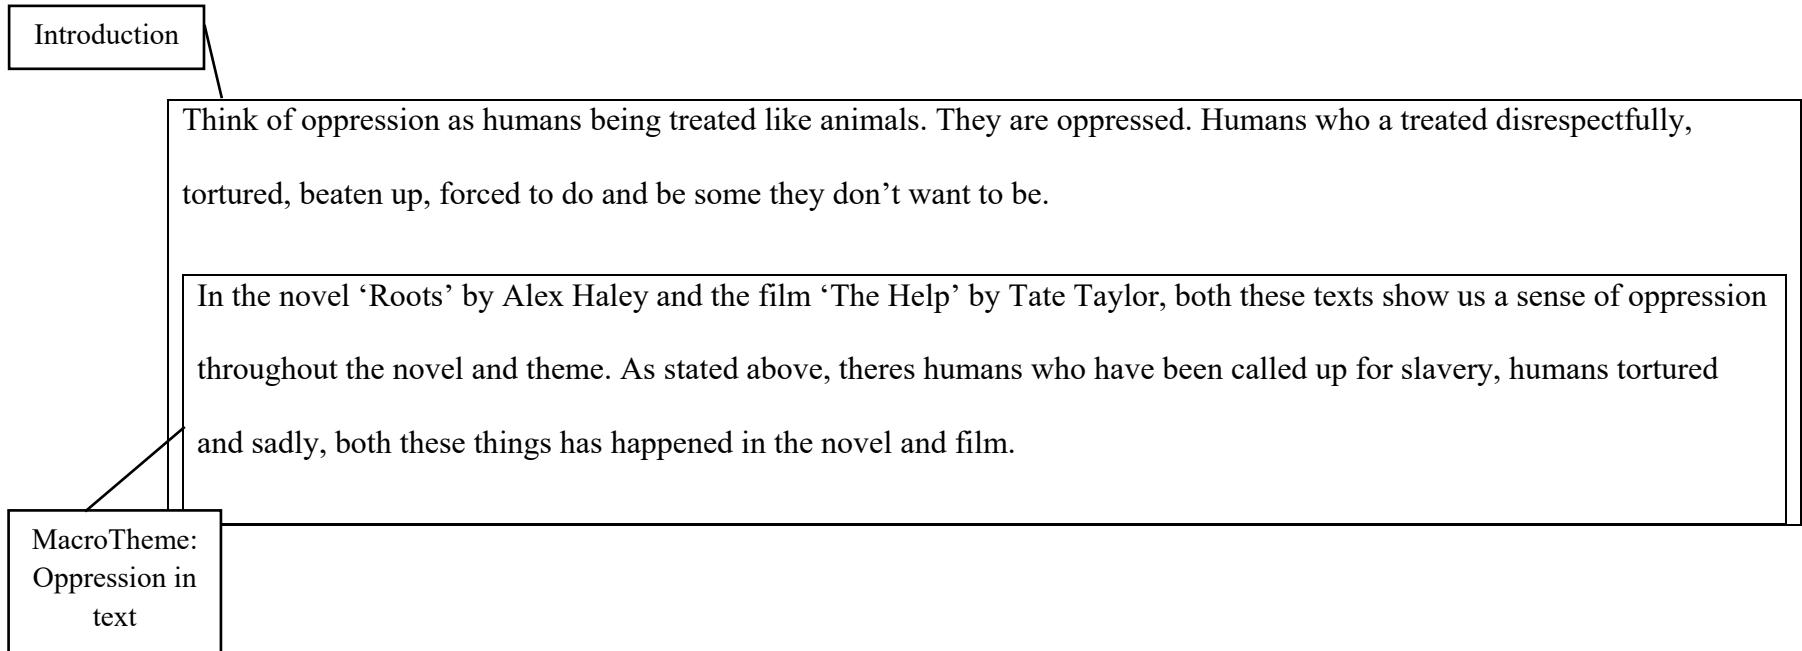 Introduction
Think of oppression as humans being treated like animals. They are oppressed. Humans who a treated disrespectfully,
tortured, beaten up, forced to do and be some they don’t want to be.
In the novel ‘Roots’ by Alex Haley and the film ‘The Help’ by Tate Taylor, both these texts show us a sense of oppression
throughout the novel and theme. As stated above, theres humans who have been called up for slavery, humans tortured
and sadly, both these things has happened in the novel and film.
MacroTheme:
Oppression in
text